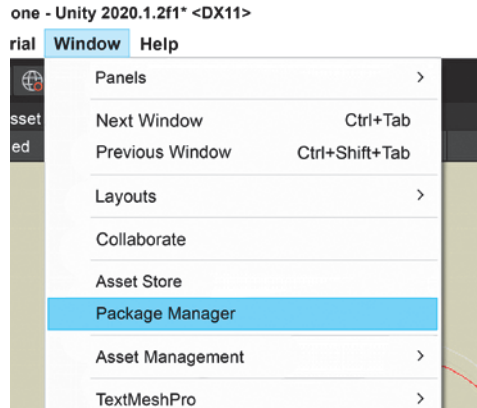 one - Unity 2020.1.2f1* <DX11>
rial Window Help
Panels >
sset
Next Window Ctrl+Tab
ed
Previous Window Ctrl+Shift+Tab
Layouts >
Collaborate
Asset Store
Package Manager
Asset Management >
TextMeshPro >